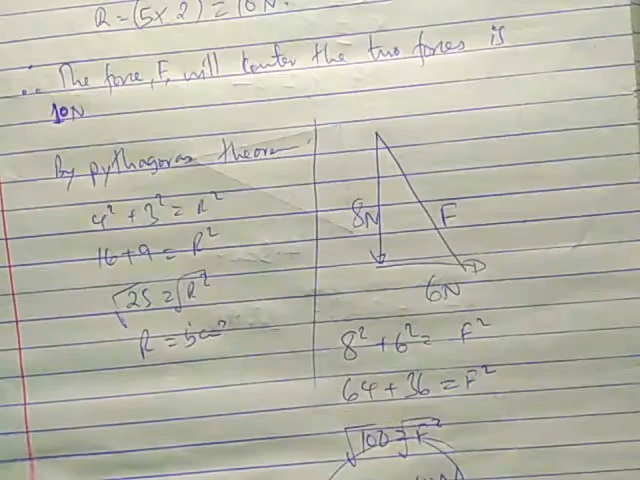 R = (5 x 2) = 10N.
∴ The force, F, will counter the two forces is
10N
By pythagoras theorem.
4² + 3² = R²
16 + 9 = R²
√25 = √R²
R = 5cm
8N
F
6N
8² + 6² = F²
64 + 36 = F²
√100 = √F²